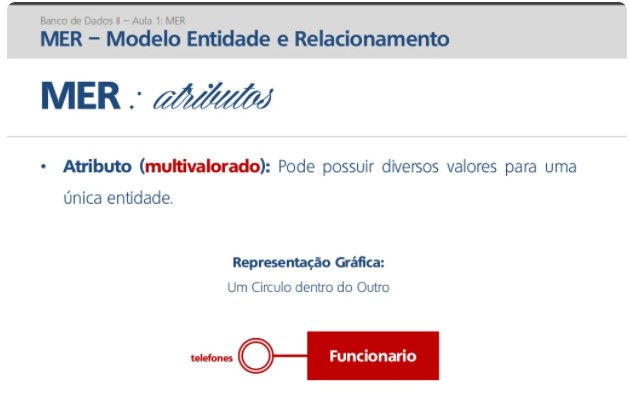 Banco de Dados II – Aula 1: MER
MER – Modelo Entidade e Relacionamento
MER : atributos
• Atributo (multivalorado): Pode possuir diversos valores para uma
única entidade.
Representação Gráfica:
Um Circulo dentro do Outro
telefones
Funcionario